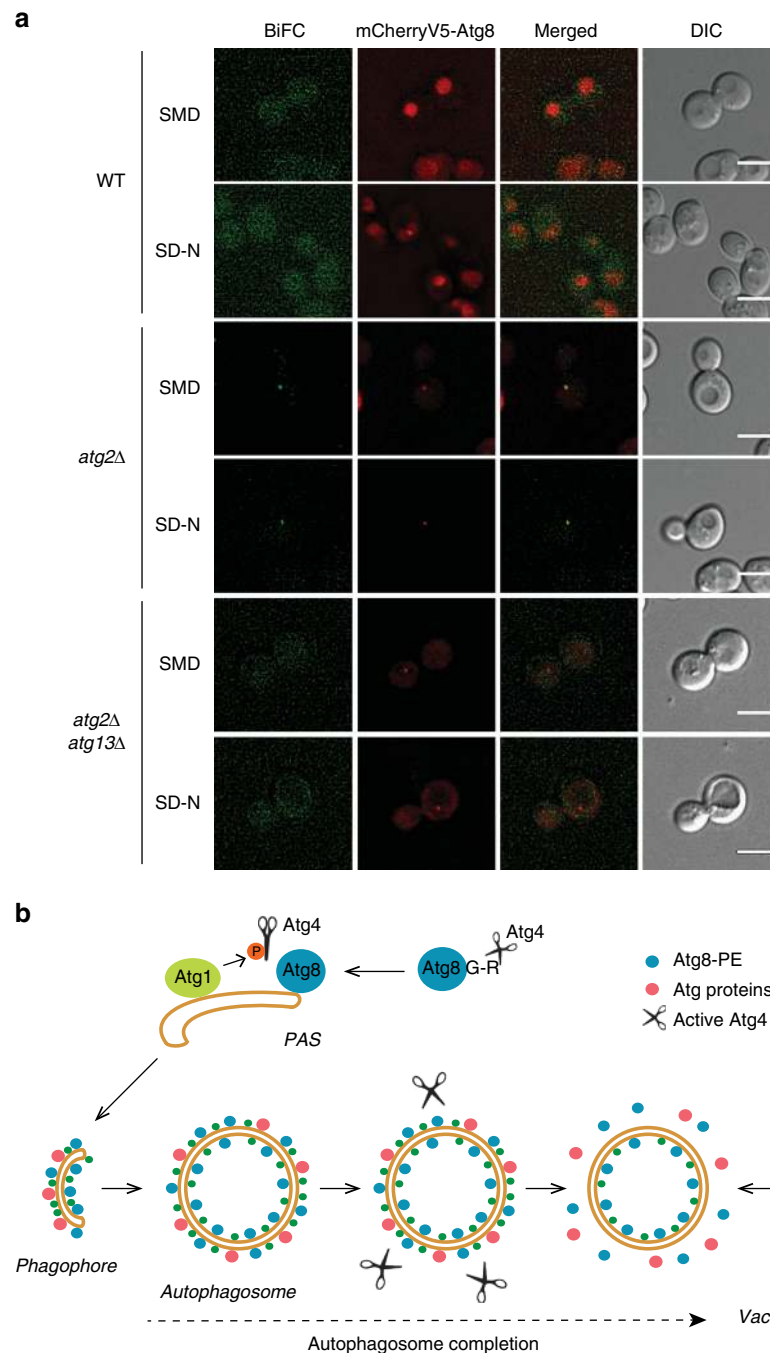 a
BiFC mCherryV5-Atg8 Merged DIC
WT
SMD
SD-N
atg2Δ
SMD
SD-N
atg2Δ
atg13Δ
SMD
SD-N
b
P
Atg4
Atg1
Atg8
PAS
Atg8 G-R
Atg4
Atg8-PE
Atg proteins
Active Atg4
Phagophore
Autophagosome
Vac
Autophagosome completion